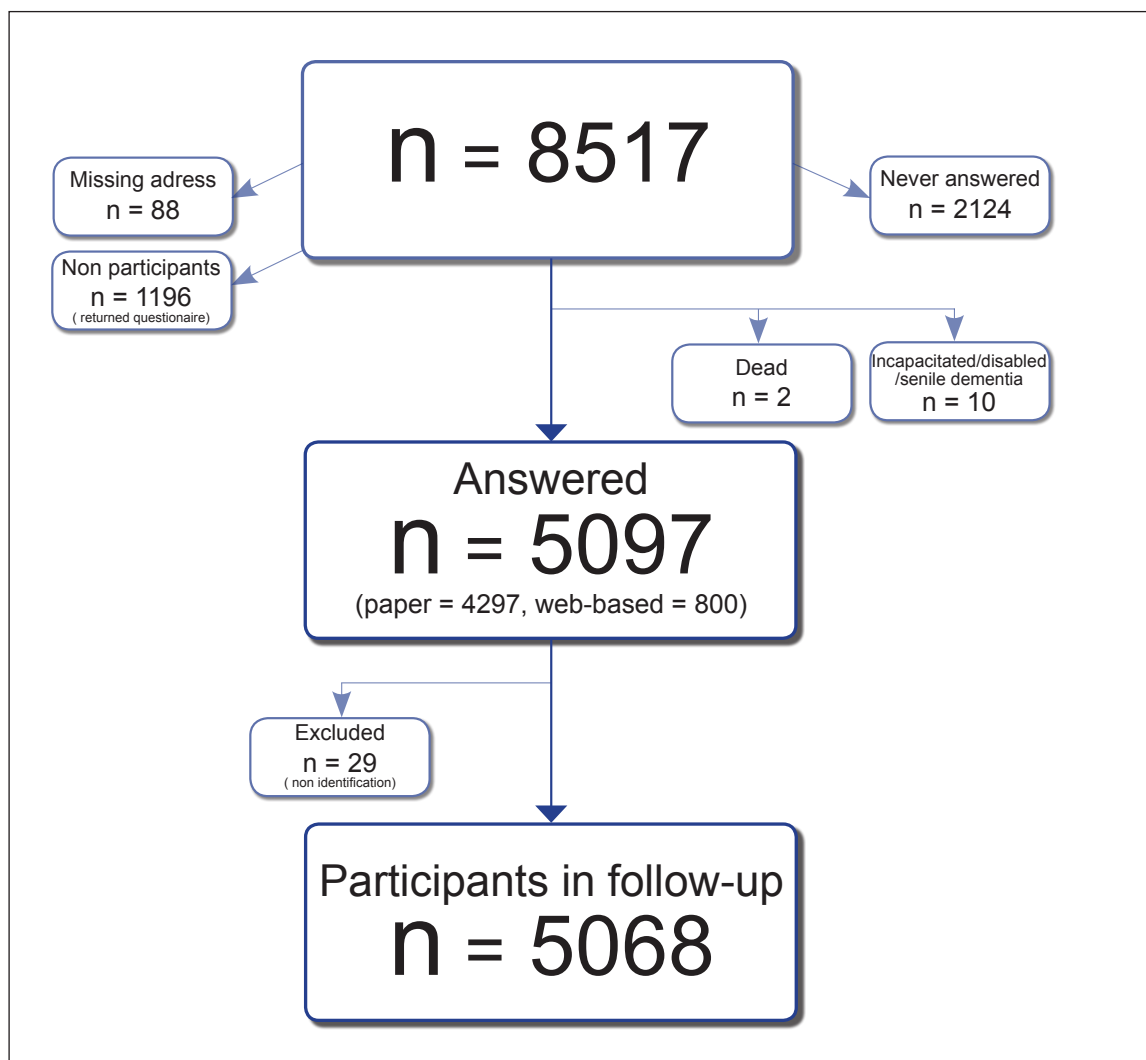 n = 8517
Missing adress
n = 88
Never answered
n = 2124
Non participants
n = 1196
( returned questionaire)
Dead
n = 2
Incapacitated/disabled
/senile dementia
n = 10
Answered
n = 5097
(paper = 4297, web-based = 800)
Excluded
n = 29
( non identification)
Participants in follow-up
n = 5068